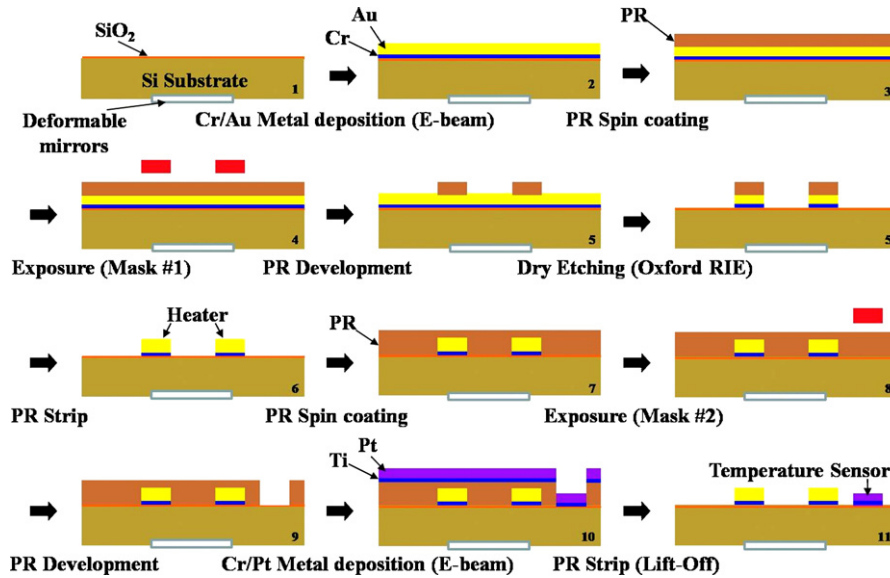 SiO2
Si Substrate
1
Deformable
mirrors
Au
Cr
2
Cr/Au Metal deposition (E-beam)
PR
3
PR Spin coating
4
Exposure (Mask #1)
5
PR Development
5
Dry Etching (Oxford RIE)
Heater
6
PR Strip
PR
7
PR Spin coating
8
Exposure (Mask #2)
9
PR Development
Pt
Ti
10
Cr/Pt Metal deposition (E-beam)
Temperature Sensor
11
PR Strip (Lift-Off)